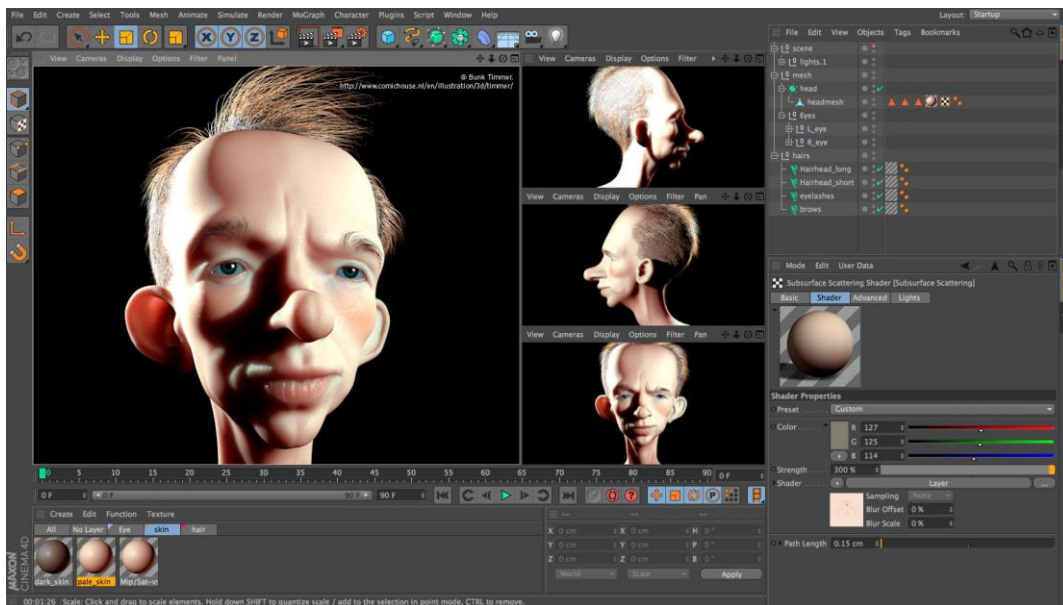 File Edit Create Select Tools Mesh Animate Simulate Render MoGraph Character Plugins Script Window Help
Layout: Startup
View Cameras Display Options Filter Panel
© Bunk Timmer.
http://www.comichouse.nl/en/illustration/3d/timmer/
View Cameras Display Options Filter
View Cameras Display Options Filter Pan
View Cameras Display Options Filter Pan
File Edit View Objects Tags Bookmarks
scene
lights.1
mesh
head
headmesh
Eyes
L_eye
R_eye
hairs
Hairhead_long
Hairhead_short
eyelashes
brows
Mode Edit User Data
Subsurface Scattering Shader [Subsurface Scattering]
Basic Shader Advanced Lights
Shader Properties
Preset Custom
Color R 127
G 125
B 114
Strength 300 %
Shader Layer ...
Sampling None
Blur Offset 0 %
Blur Scale 0 %
Path Length 0.15 cm
0 5 10 15 20 25 30 35 40 45 50 55 60 65 70 75 80 85 90 0 F
0 F 0 F 90 F 90 F
Create Edit Function Texture
All No Layer Eye skin hair
dark_skin pale_skin
-- -- --
X 0 cm X 0 cm H 0 °
Y 0 cm Y 0 cm P 0 °
Z 0 cm Z 0 cm B 0 °
World Scale Apply
MAXON
CINEMA4D
00:01:26 Scale: Click and drag to scale elements. Hold down SHIFT to quantize scale / add to the selection in point mode, CTRL to remove.